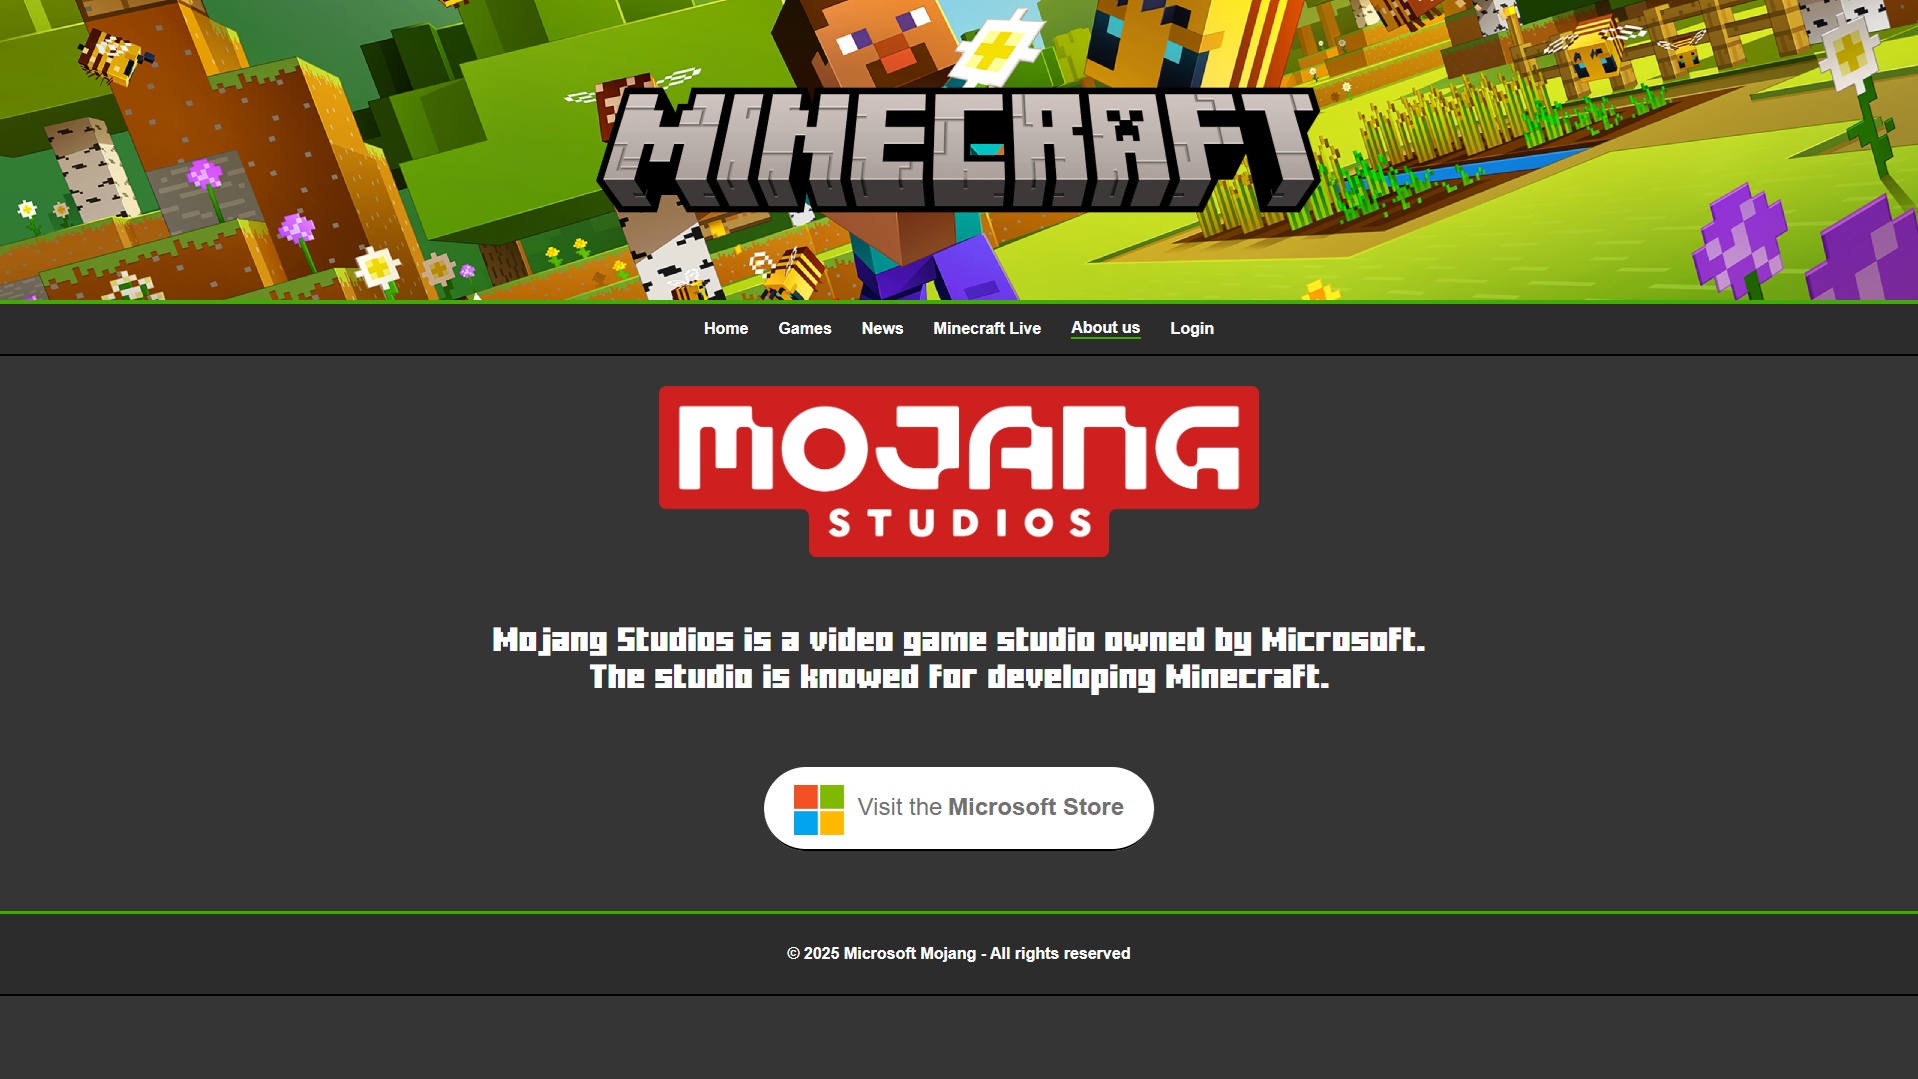 MINECRAFT
Home Games News Minecraft Live About us Login
MOJANG
STUDIOS
Mojang Studios is a video game studio owned by Microsoft.
The studio is knowed for developing Minecraft.
Visit the Microsoft Store
© 2025 Microsoft Mojang - All rights reserved